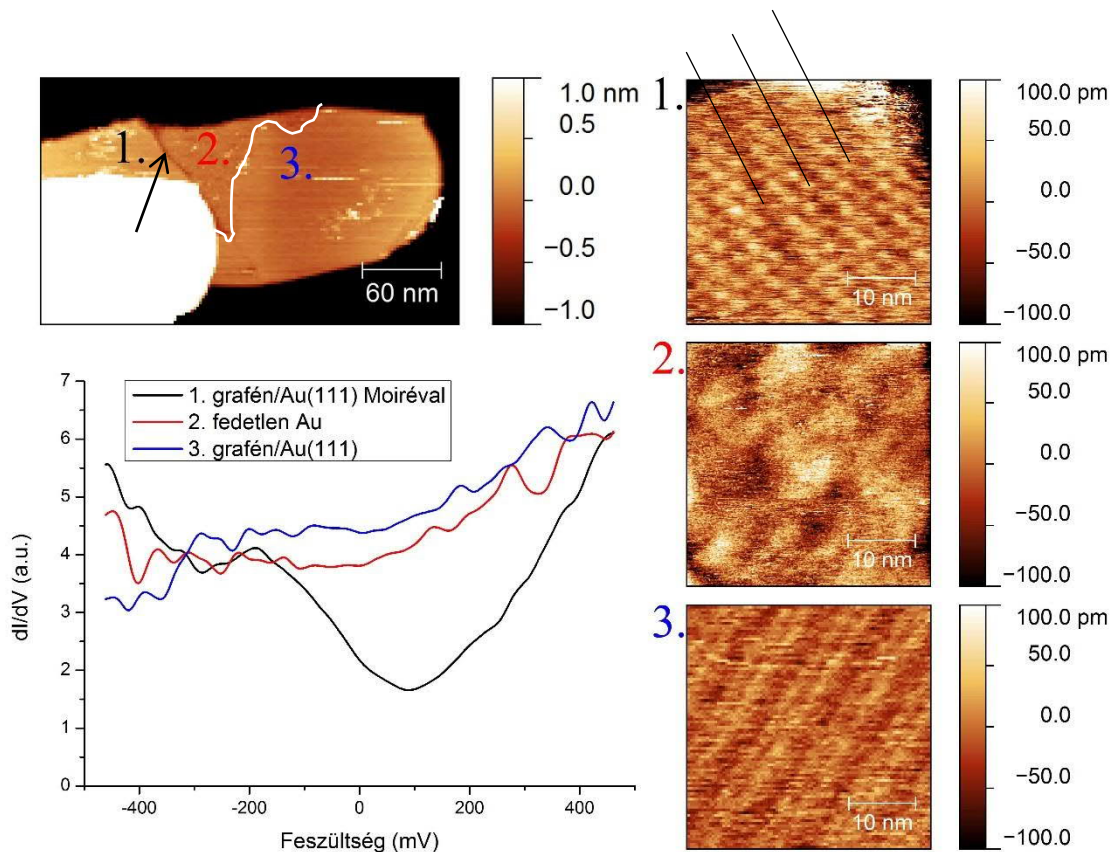 1.
2.
3.
60 nm
1.0 nm
0.5
0.0
−0.5
−1.0
1.
10 nm
100.0 pm
50.0
0.0
−50.0
−100.0
7
6
5
4
3
2
1
0
dI/dV (a.u.)
1. grafén/Au(111) Moiréval
2. fedetlen Au
3. grafén/Au(111)
-400
-200
0
200
400
Feszültség (mV)
2.
10 nm
100.0 pm
50.0
0.0
−50.0
−100.0
3.
10 nm
100.0 pm
50.0
0.0
−50.0
−100.0